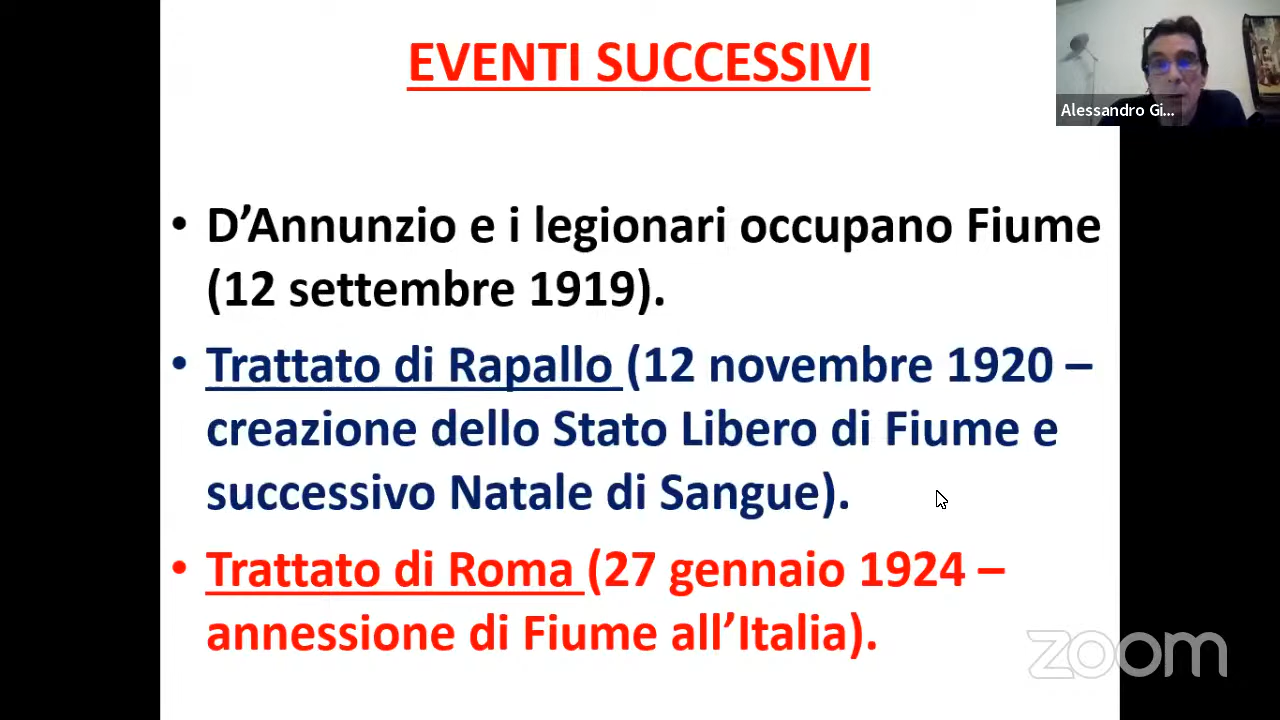 EVENTI SUCCESSIVI
Alessandro Gi...
• D’Annunzio e i legionari occupano Fiume
(12 settembre 1919).
• Trattato di Rapallo (12 novembre 1920 –
creazione dello Stato Libero di Fiume e
successivo Natale di Sangue).
• Trattato di Roma (27 gennaio 1924 –
annessione di Fiume all’Italia).
zoom